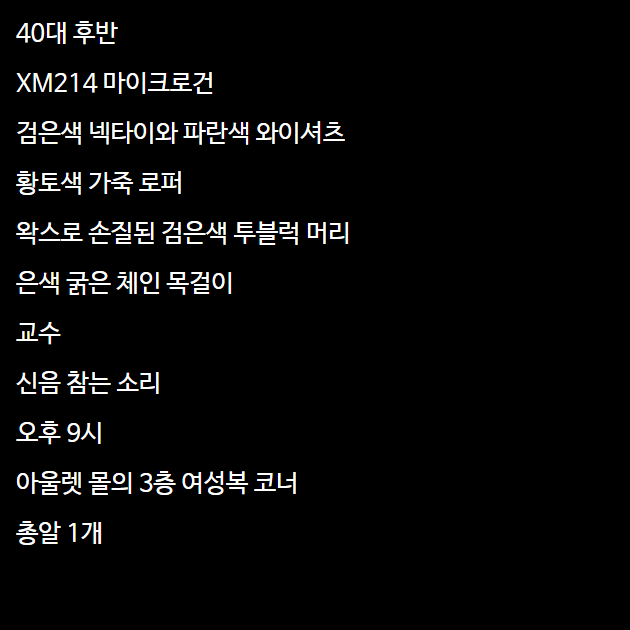 40대 후반
XM214 마이크로건
검은색 넥타이와 파란색 와이셔츠
황토색 가죽 로퍼
왁스로 손질된 검은색 투블럭 머리
은색 굵은 체인 목걸이
교수
신음 참는 소리
오후 9시
아울렛 몰의 3층 여성복 코너
총알 1개